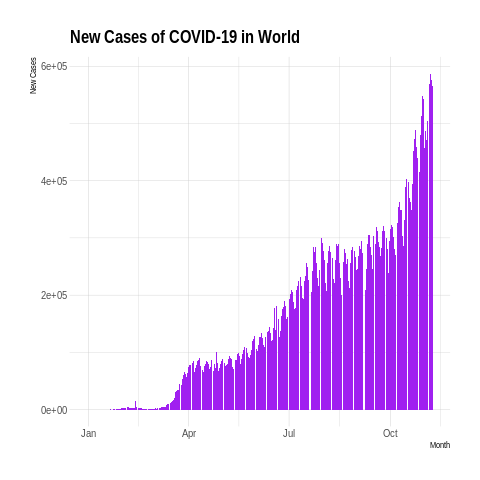 New Cases of COVID-19 in World
New Cases
6e+05
4e+05
2e+05
0e+00
Jan Apr Jul Oct
Month